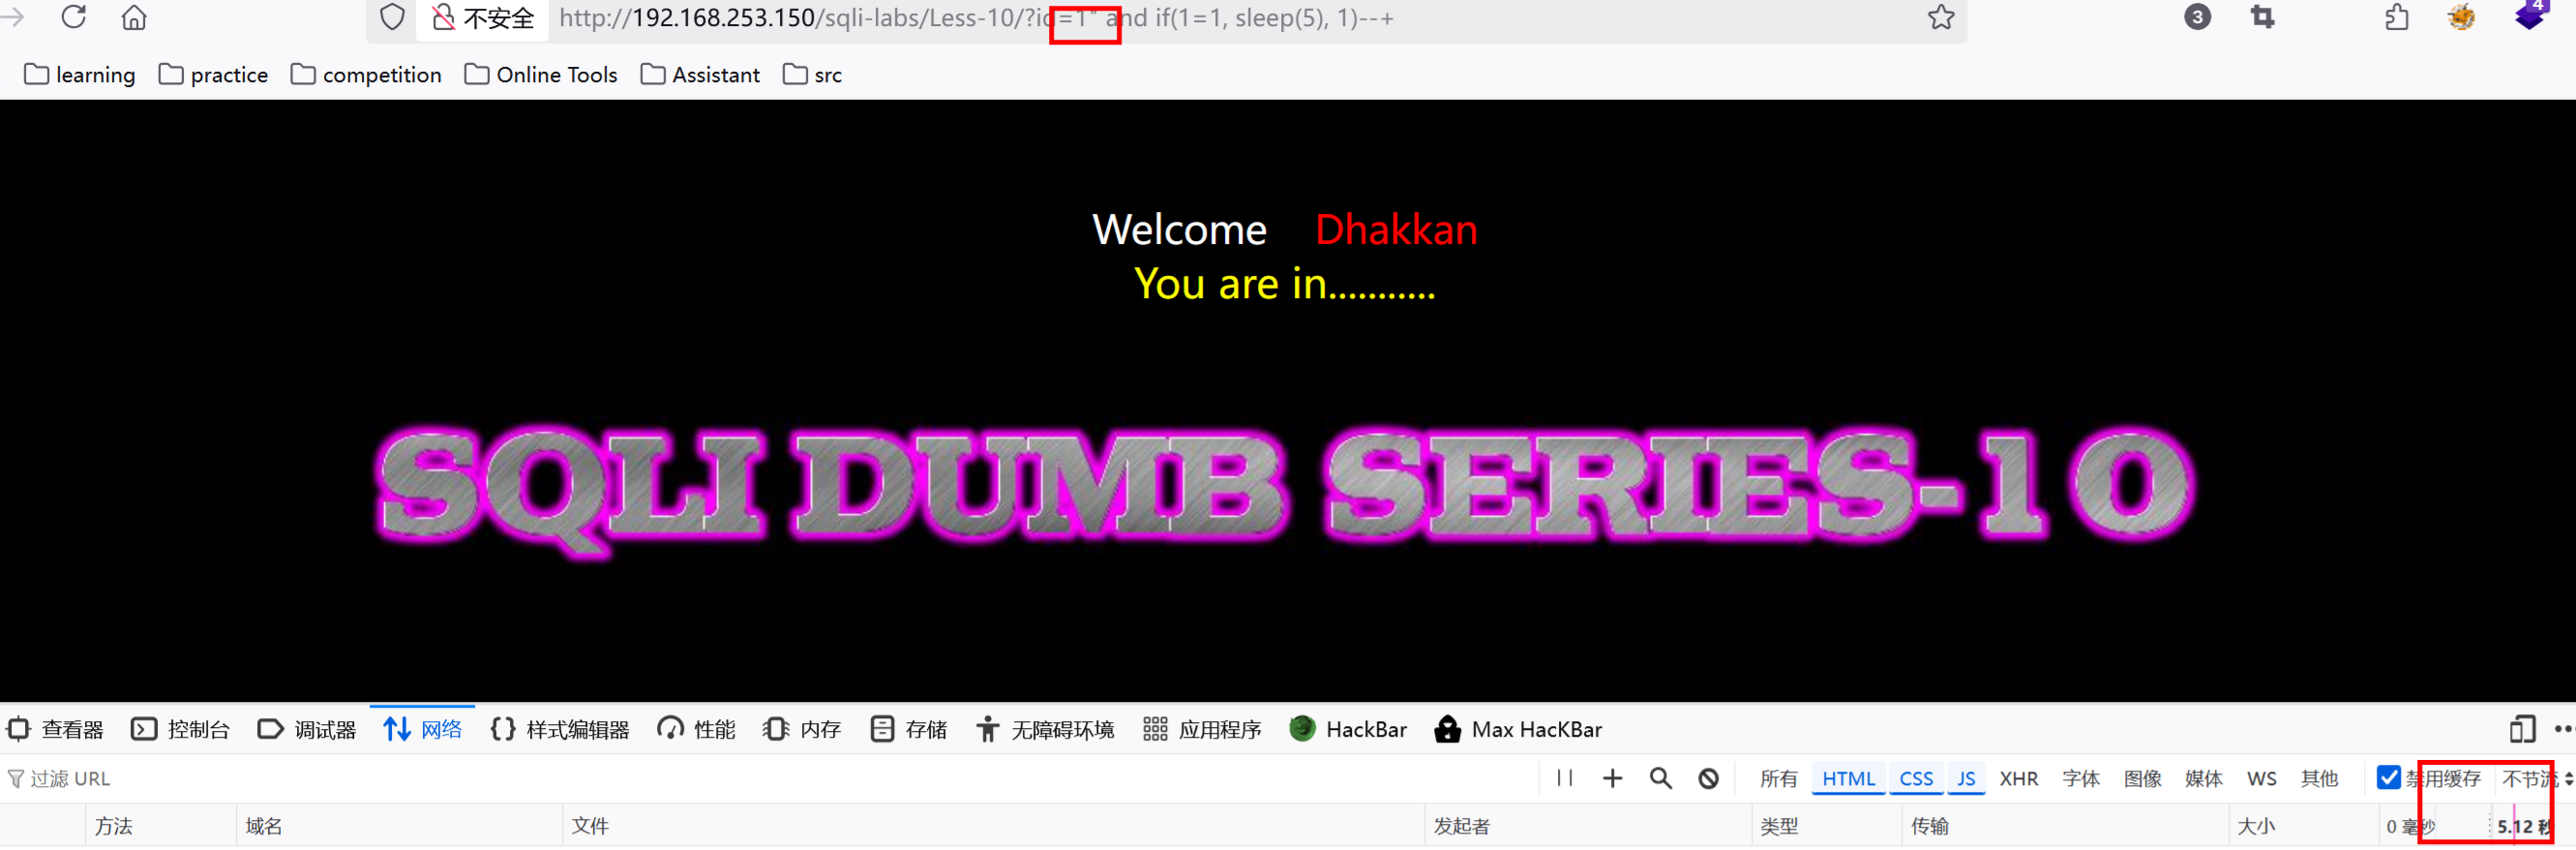 不安全 http://192.168.253.150/sqli-labs/Less-10/?id=1" and if(1=1, sleep(5), 1)--+ 3 4
learning practice competition Online Tools Assistant src
Welcome Dhakkan
You are in...........
SQLI DUMB SERIES-10
查看器 控制台 调试器 网络 {} 样式编辑器 性能 内存 存储 无障碍环境 应用程序 HackBar Max HacKBar
过滤 URL 所有 HTML CSS JS XHR 字体 图像 媒体 WS 其他 禁用缓存 不节流
方法 域名 文件 发起者 类型 传输 大小 0 毫秒 5.12 秒